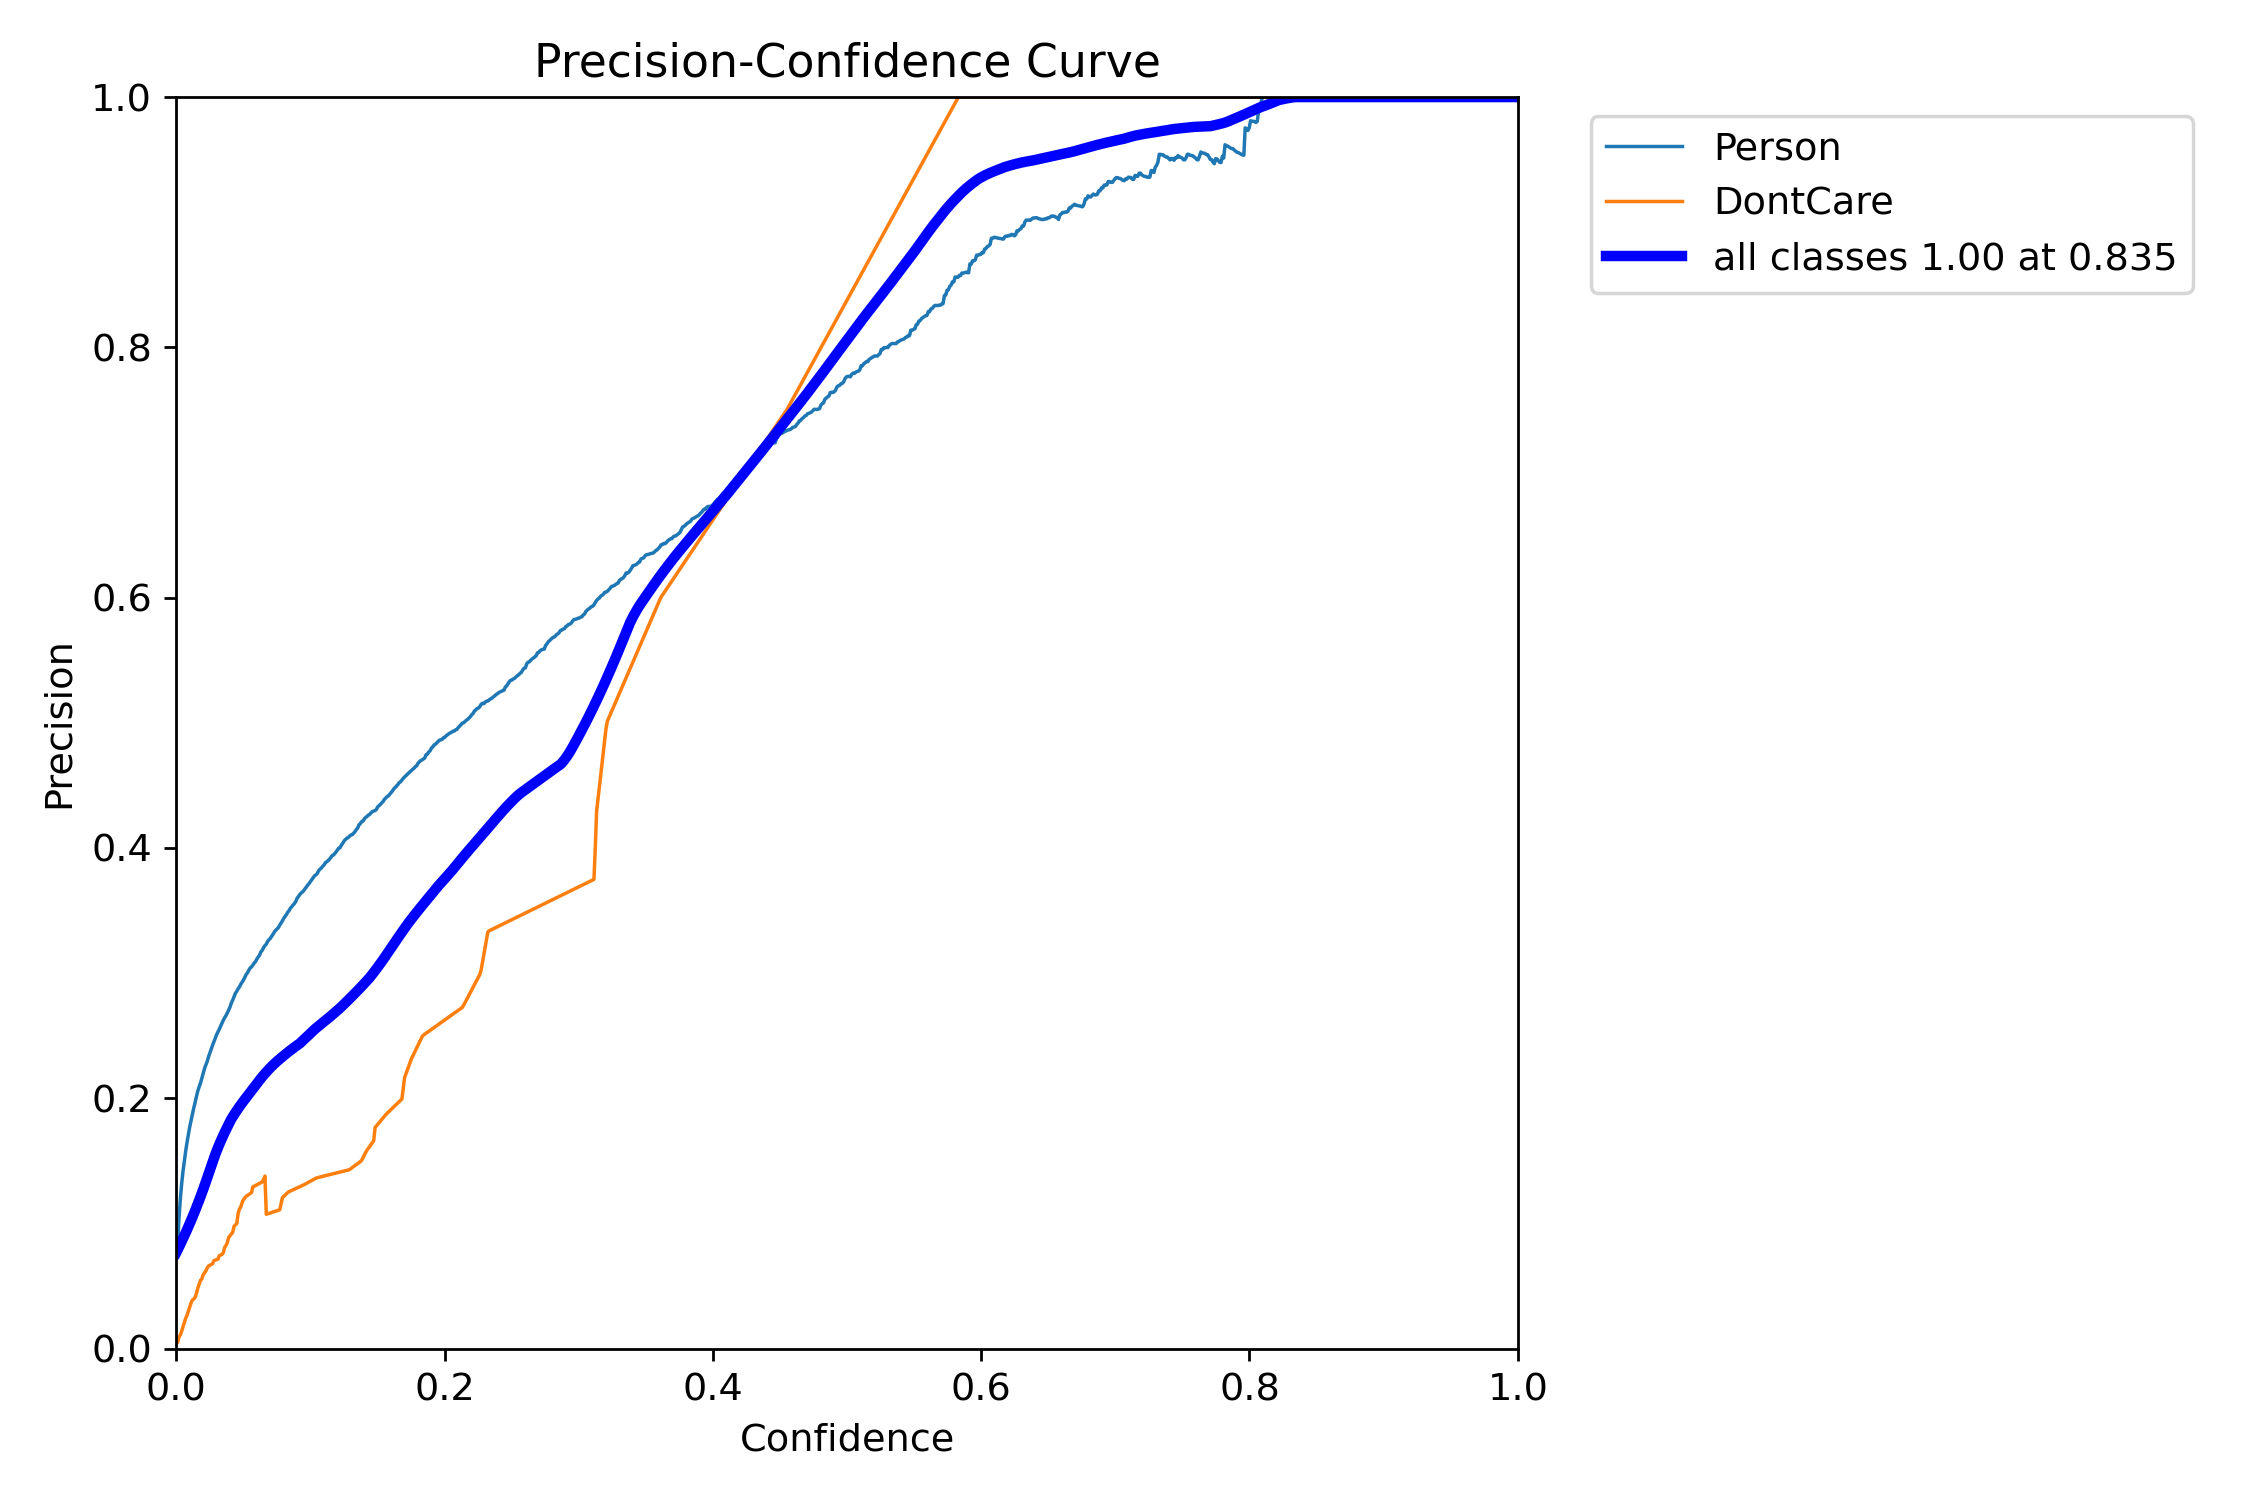 Precision-Confidence Curve
1.0
0.8
0.6
0.4
0.2
0.0
Precision
0.0 0.2 0.4 0.6 0.8 1.0
Confidence
Person
DontCare
all classes 1.00 at 0.835